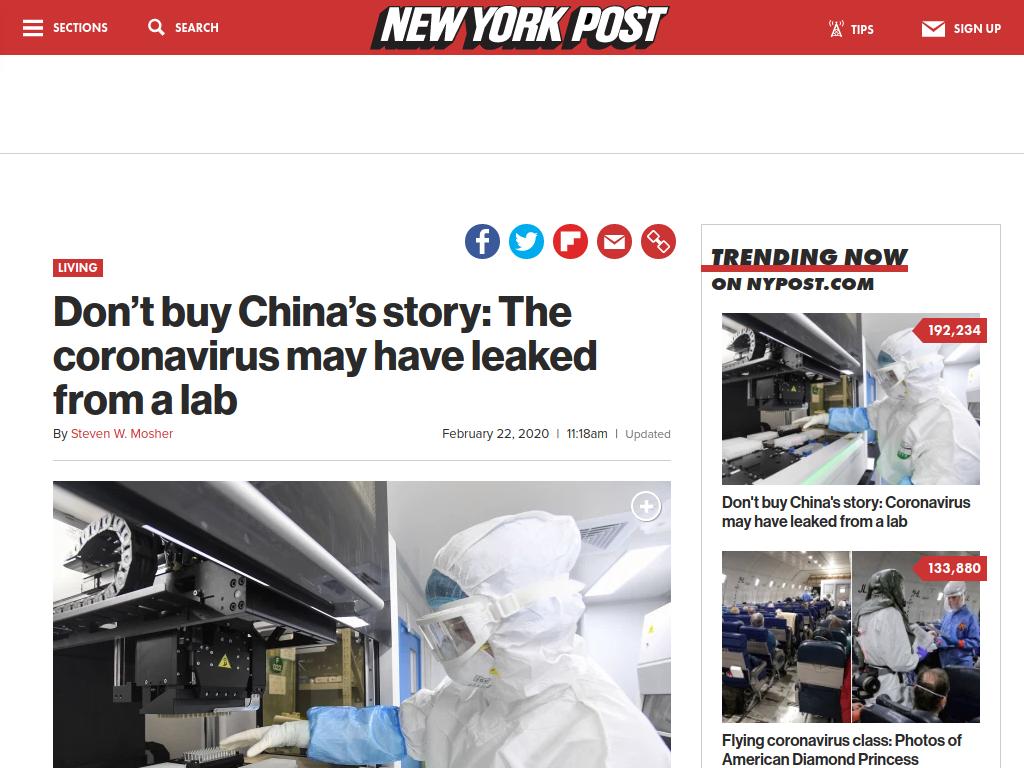 SECTIONS
SEARCH
NEW YORK POST
TIPS
SIGN UP
LIVING
Don’t buy China’s story: The
coronavirus may have leaked
from a lab
By Steven W. Mosher
February 22, 2020 | 11:18am | Updated
TRENDING NOW
ON NYPOST.COM
192,234
Don't buy China's story: Coronavirus
may have leaked from a lab
133,880
Flying coronavirus class: Photos of
American Diamond Princess